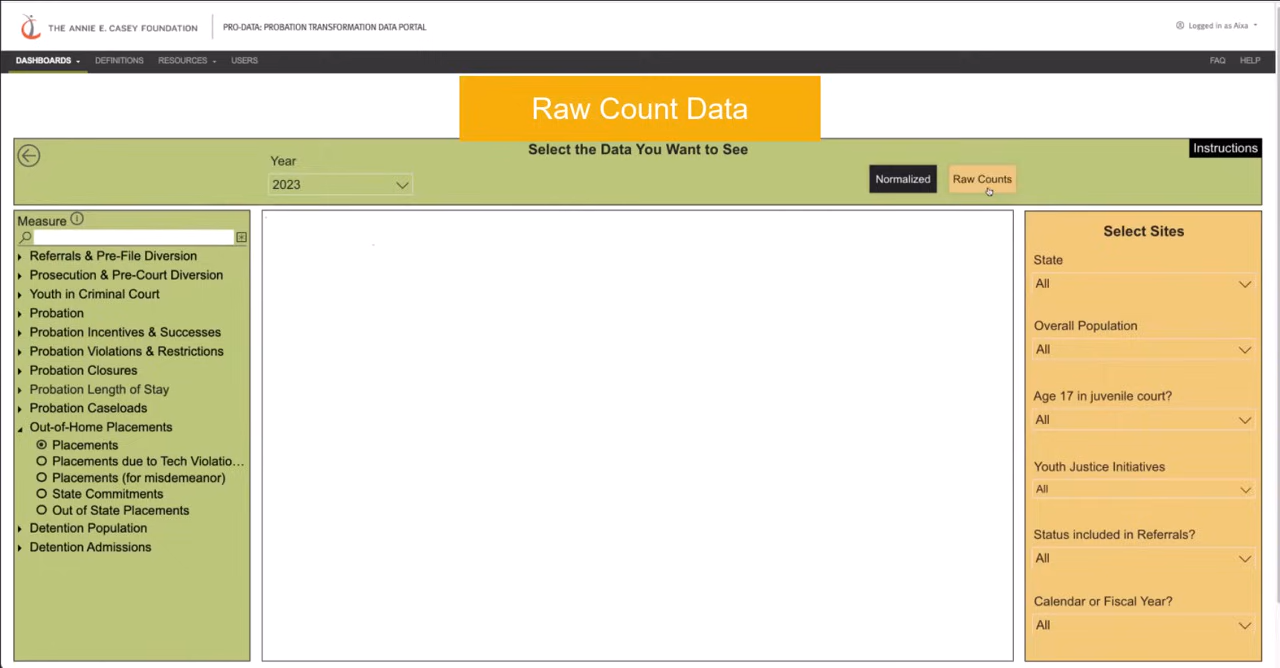 THE ANNIE E. CASEY FOUNDATION
PRO-DATA: PROBATION TRANSFORMATION DATA PORTAL
Logged in as Aixa
DASHBOARDS
DEFINITIONS
RESOURCES
USERS
FAQ
HELP
Raw Count Data
Select the Data You Want to See
Instructions
Year
2023
Normalized
Raw Counts
Measure
Referrals & Pre-File Diversion
Prosecution & Pre-Court Diversion
Youth in Criminal Court
Probation
Probation Incentives & Successes
Probation Violations & Restrictions
Probation Closures
Probation Length of Stay
Probation Caseloads
Out-of-Home Placements
Placements
Placements due to Tech Violatio...
Placements (for misdemeanor)
State Commitments
Out of State Placements
Detention Population
Detention Admissions
Select Sites
State
All
Overall Population
All
Age 17 in juvenile court?
All
Youth Justice Initiatives
All
Status included in Referrals?
All
Calendar or Fiscal Year?
All